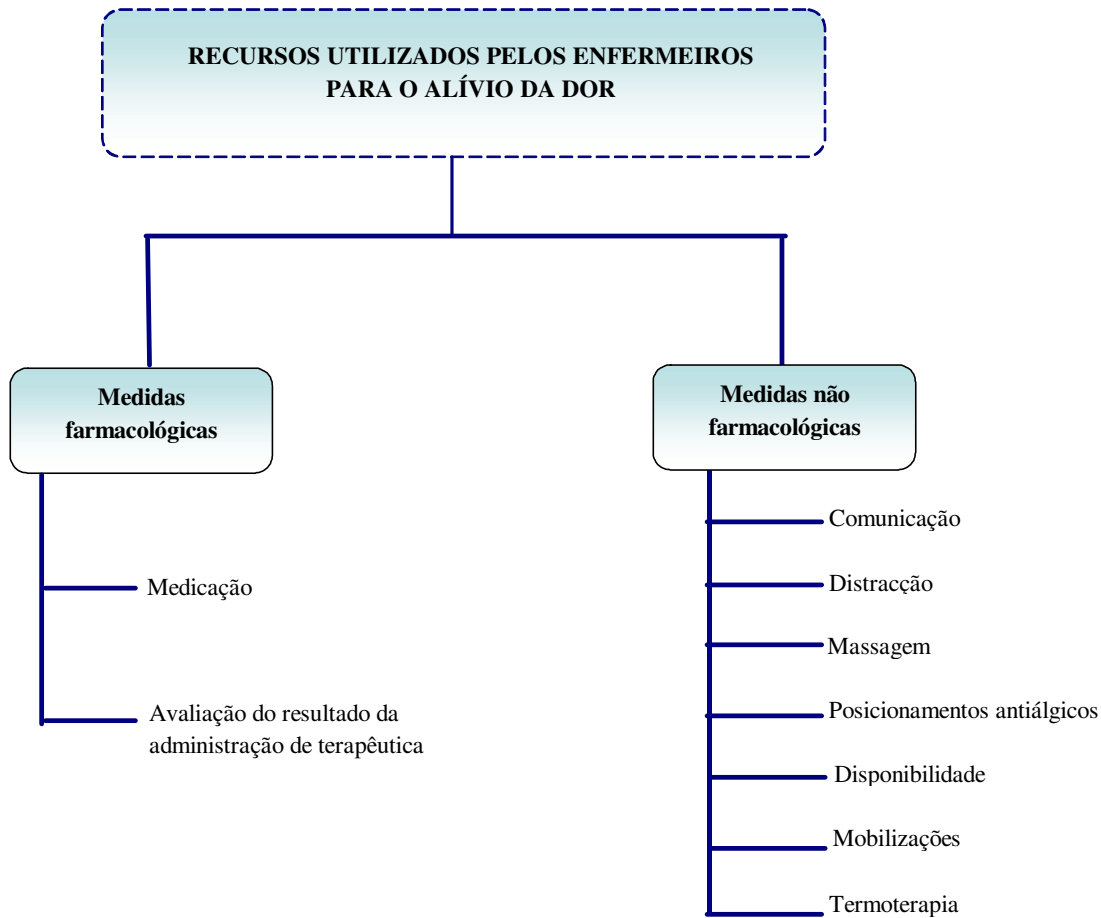 RECURSOS UTILIZADOS PELOS ENFERMEIROS
PARA O ALÍVIO DA DOR
Medidas
farmacológicas
Medicação
Avaliação do resultado da
administração de terapêutica
Medidas não
farmacológicas
Comunicação
Distracção
Massagem
Posicionamentos antiálgicos
Disponibilidade
Mobilizações
Termoterapia